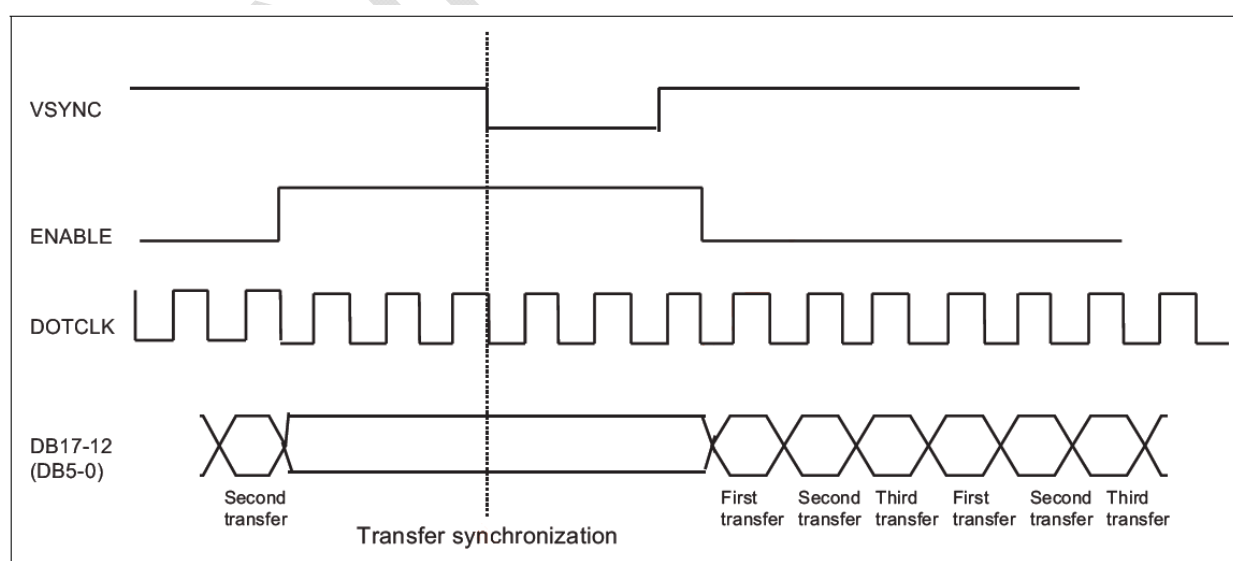 VSYNC
ENABLE
DOTCLK
DB17-12
(DB5-0)
Second
transfer
First
transfer
Second
transfer
Third
transfer
First
transfer
Second
transfer
Third
transfer
Transfer synchronization